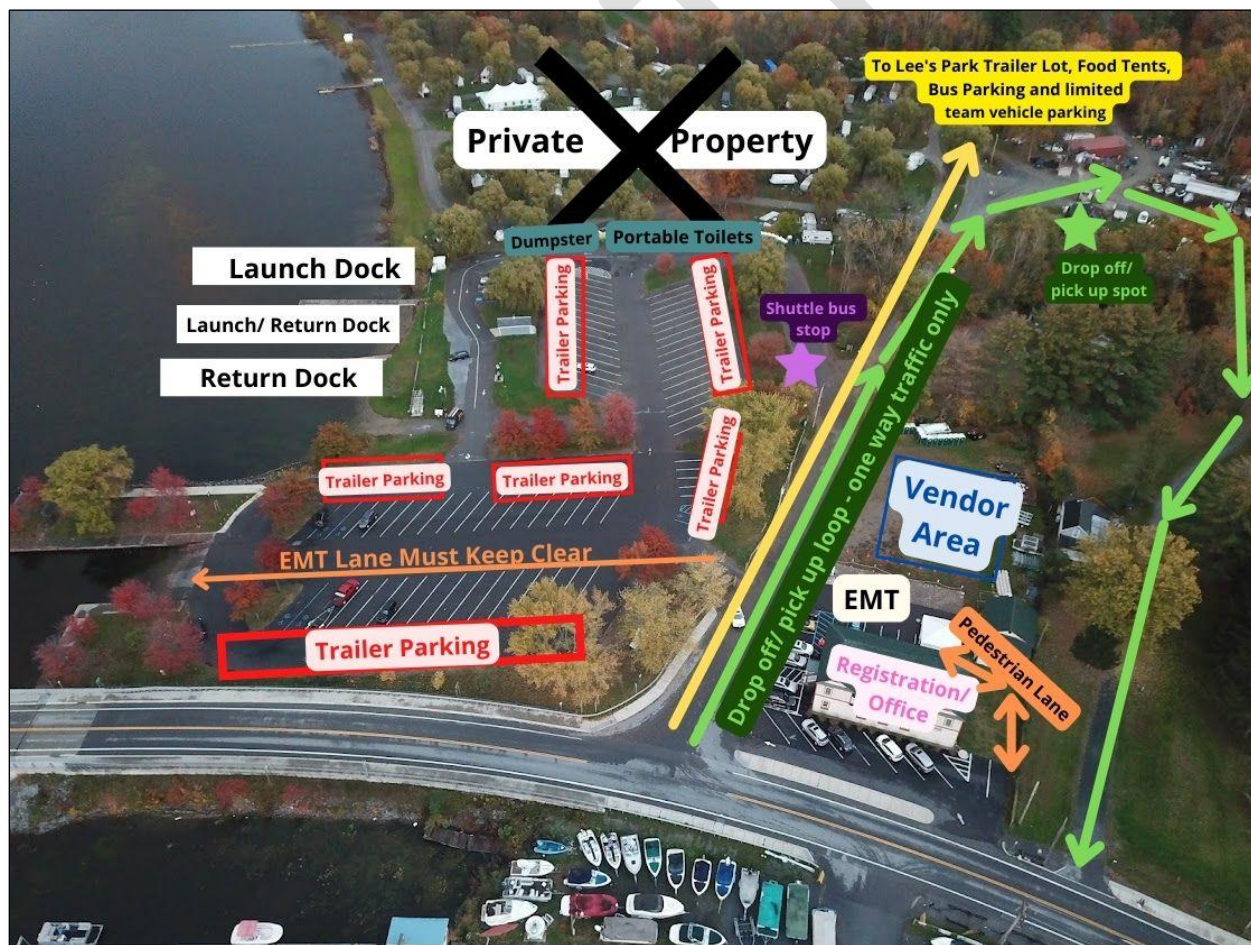 To Lee's Park Trailer Lot, Food Tents,
Bus Parking and limited
team vehicle parking
Private Property
Dumpster
Portable Toilets
Launch Dock
Launch/ Return Dock
Return Dock
Trailer Parking
Trailer Parking
Shuttle bus
stop
Drop off/
pick up spot
Drop off/ pick up loop - one way traffic only
Trailer Parking
Trailer Parking
Trailer Parking
Vendor
Area
EMT Lane Must Keep Clear
EMT
Pedestrian Lane
Trailer Parking
Registration/
Office